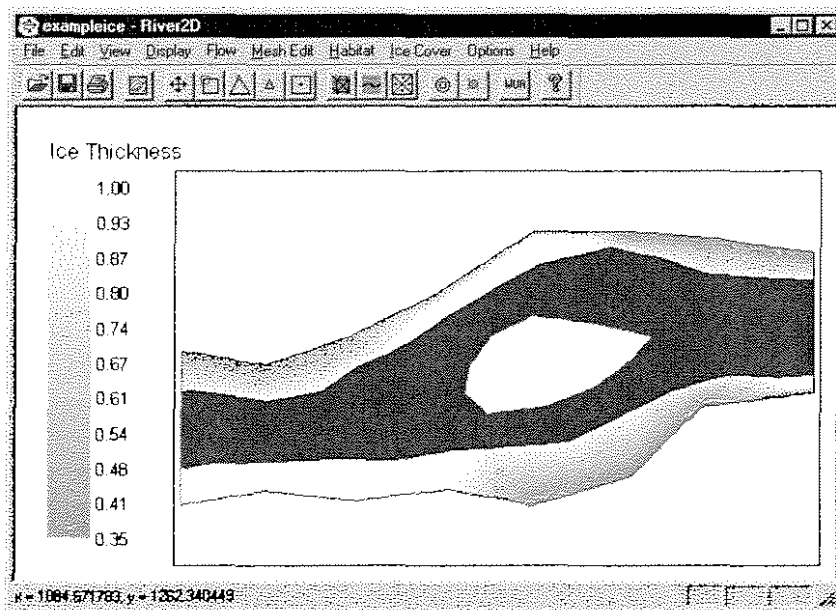 exampleice - River2D
File Edit View Display Flow Mesh Edit Habitat Ice Cover Options Help
WUA
Ice Thickness
1.00
0.93
0.87
0.80
0.74
0.67
0.61
0.54
0.48
0.41
0.35
x = 1084.671783, y = 1262.340449